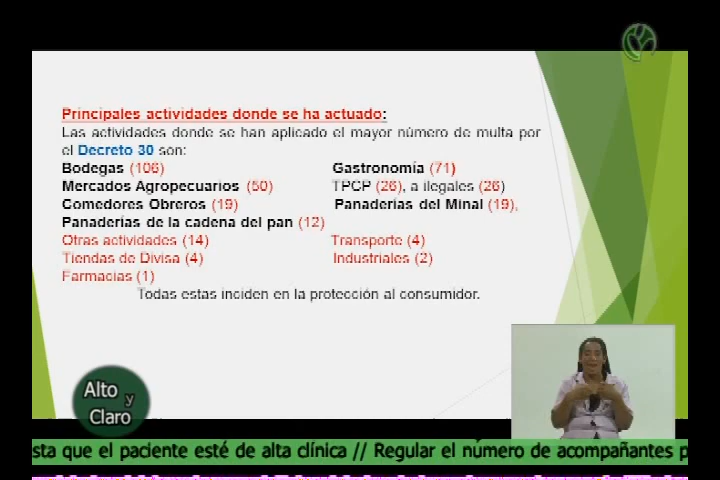 Principales actividades donde se ha actuado:
Las actividades donde se han aplicado el mayor número de multa por
el Decreto 30 son:
Bodegas (106) Gastronomía (71)
Mercados Agropecuarios (50) TPCP (26), a ilegales (26)
Comedores Obreros (19) Panaderías del Minal (19),
Panaderías de la cadena del pan (12)
Otras actividades (14) Transporte (4)
Tiendas de Divisa (4) Industriales (2)
Farmacias (1)
Todas estas inciden en la protección al consumidor.
Alto
y
Claro
sta que el paciente esté de alta clínica // Regular el número de acompañantes p